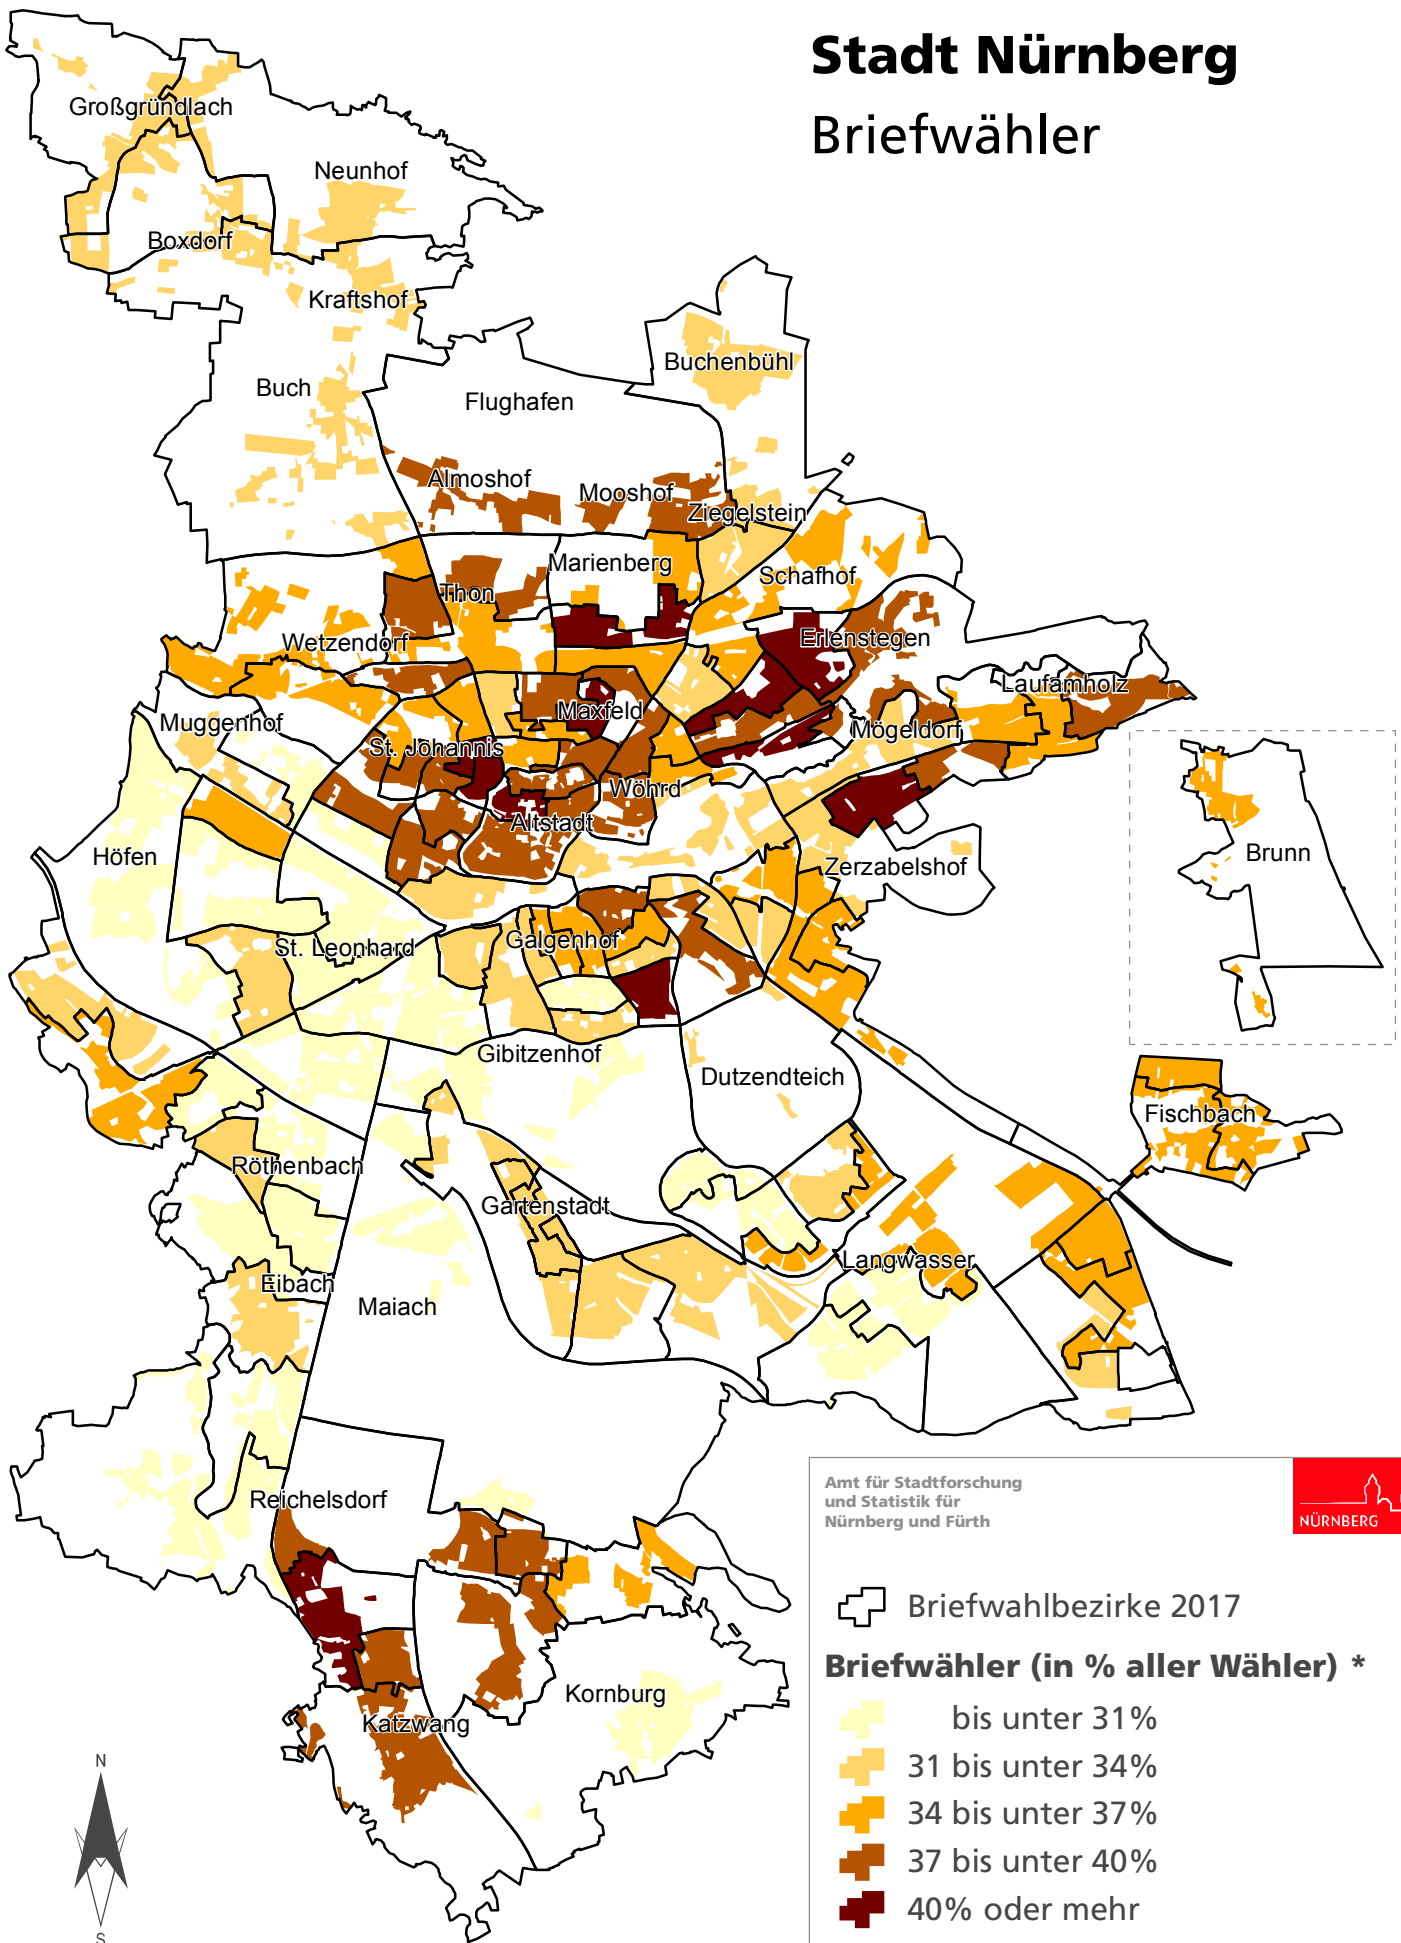 Stadt Nürnberg
Briefwähler
Großgründlach
Neunhof
Boxdorf
Kraftshof
Buchenbühl
Buch
Flughafen
Almoshof
Mooshof
Ziegelstein
Marienberg
Schafhof
Thon
Wetzendorf
Erlenstegen
Laufamholz
Muggenhof
Maxfeld
Mögeldorf
St. Johannis
Wöhrd
Altstadt
Höfen
Zerzabelshof
Brunn
St. Leonhard
Galgenhof
Gibitzenhof
Dutzendteich
Fischbach
Röthenbach
Gartenstadt
Langwasser
Eibach
Maiach
Reichelsdorf
Kornburg
Katzwang
N
S
Amt für Stadtforschung
und Statistik für
Nürnberg und Fürth
NÜRNBERG
Briefwahlbezirke 2017
Briefwähler (in % aller Wähler) *
bis unter 31%
31 bis unter 34%
34 bis unter 37%
37 bis unter 40%
40% oder mehr